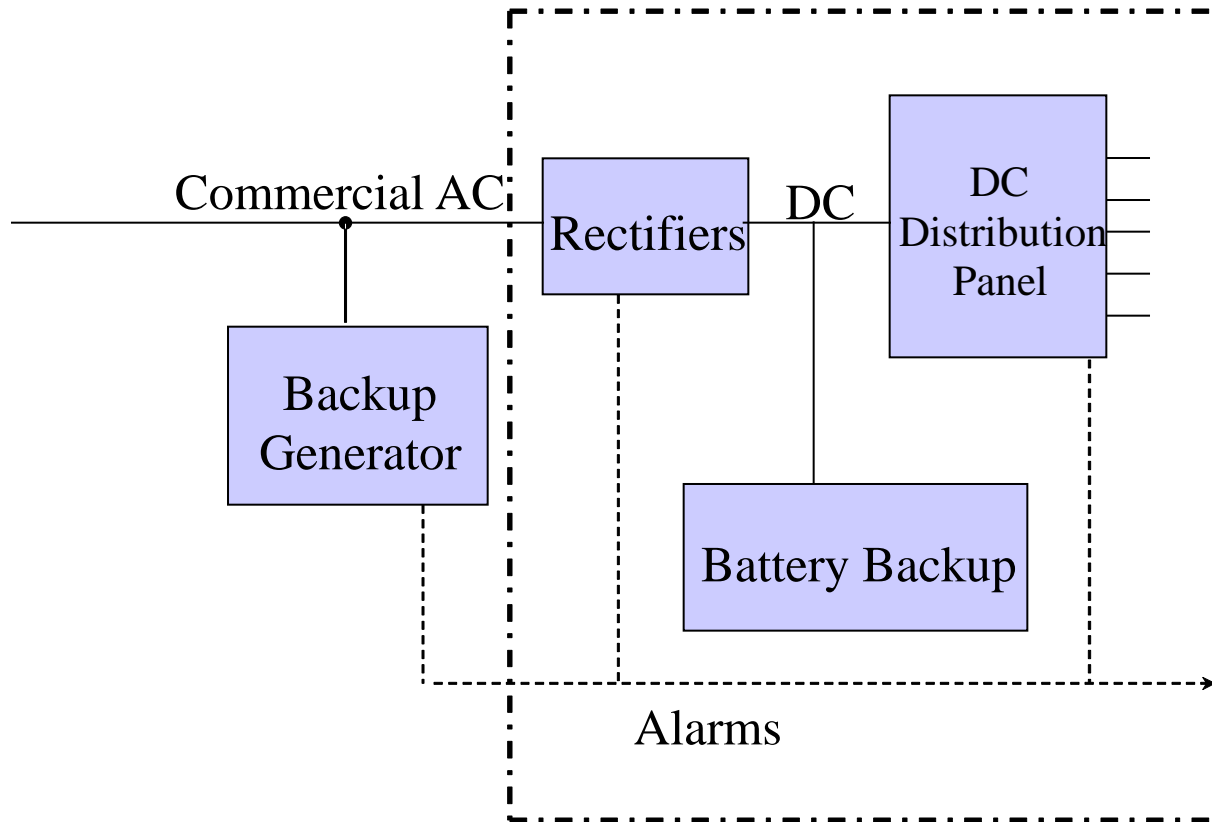 Commercial AC
Rectifiers
DC
DC
Distribution
Panel
Backup
Generator
Battery Backup
Alarms